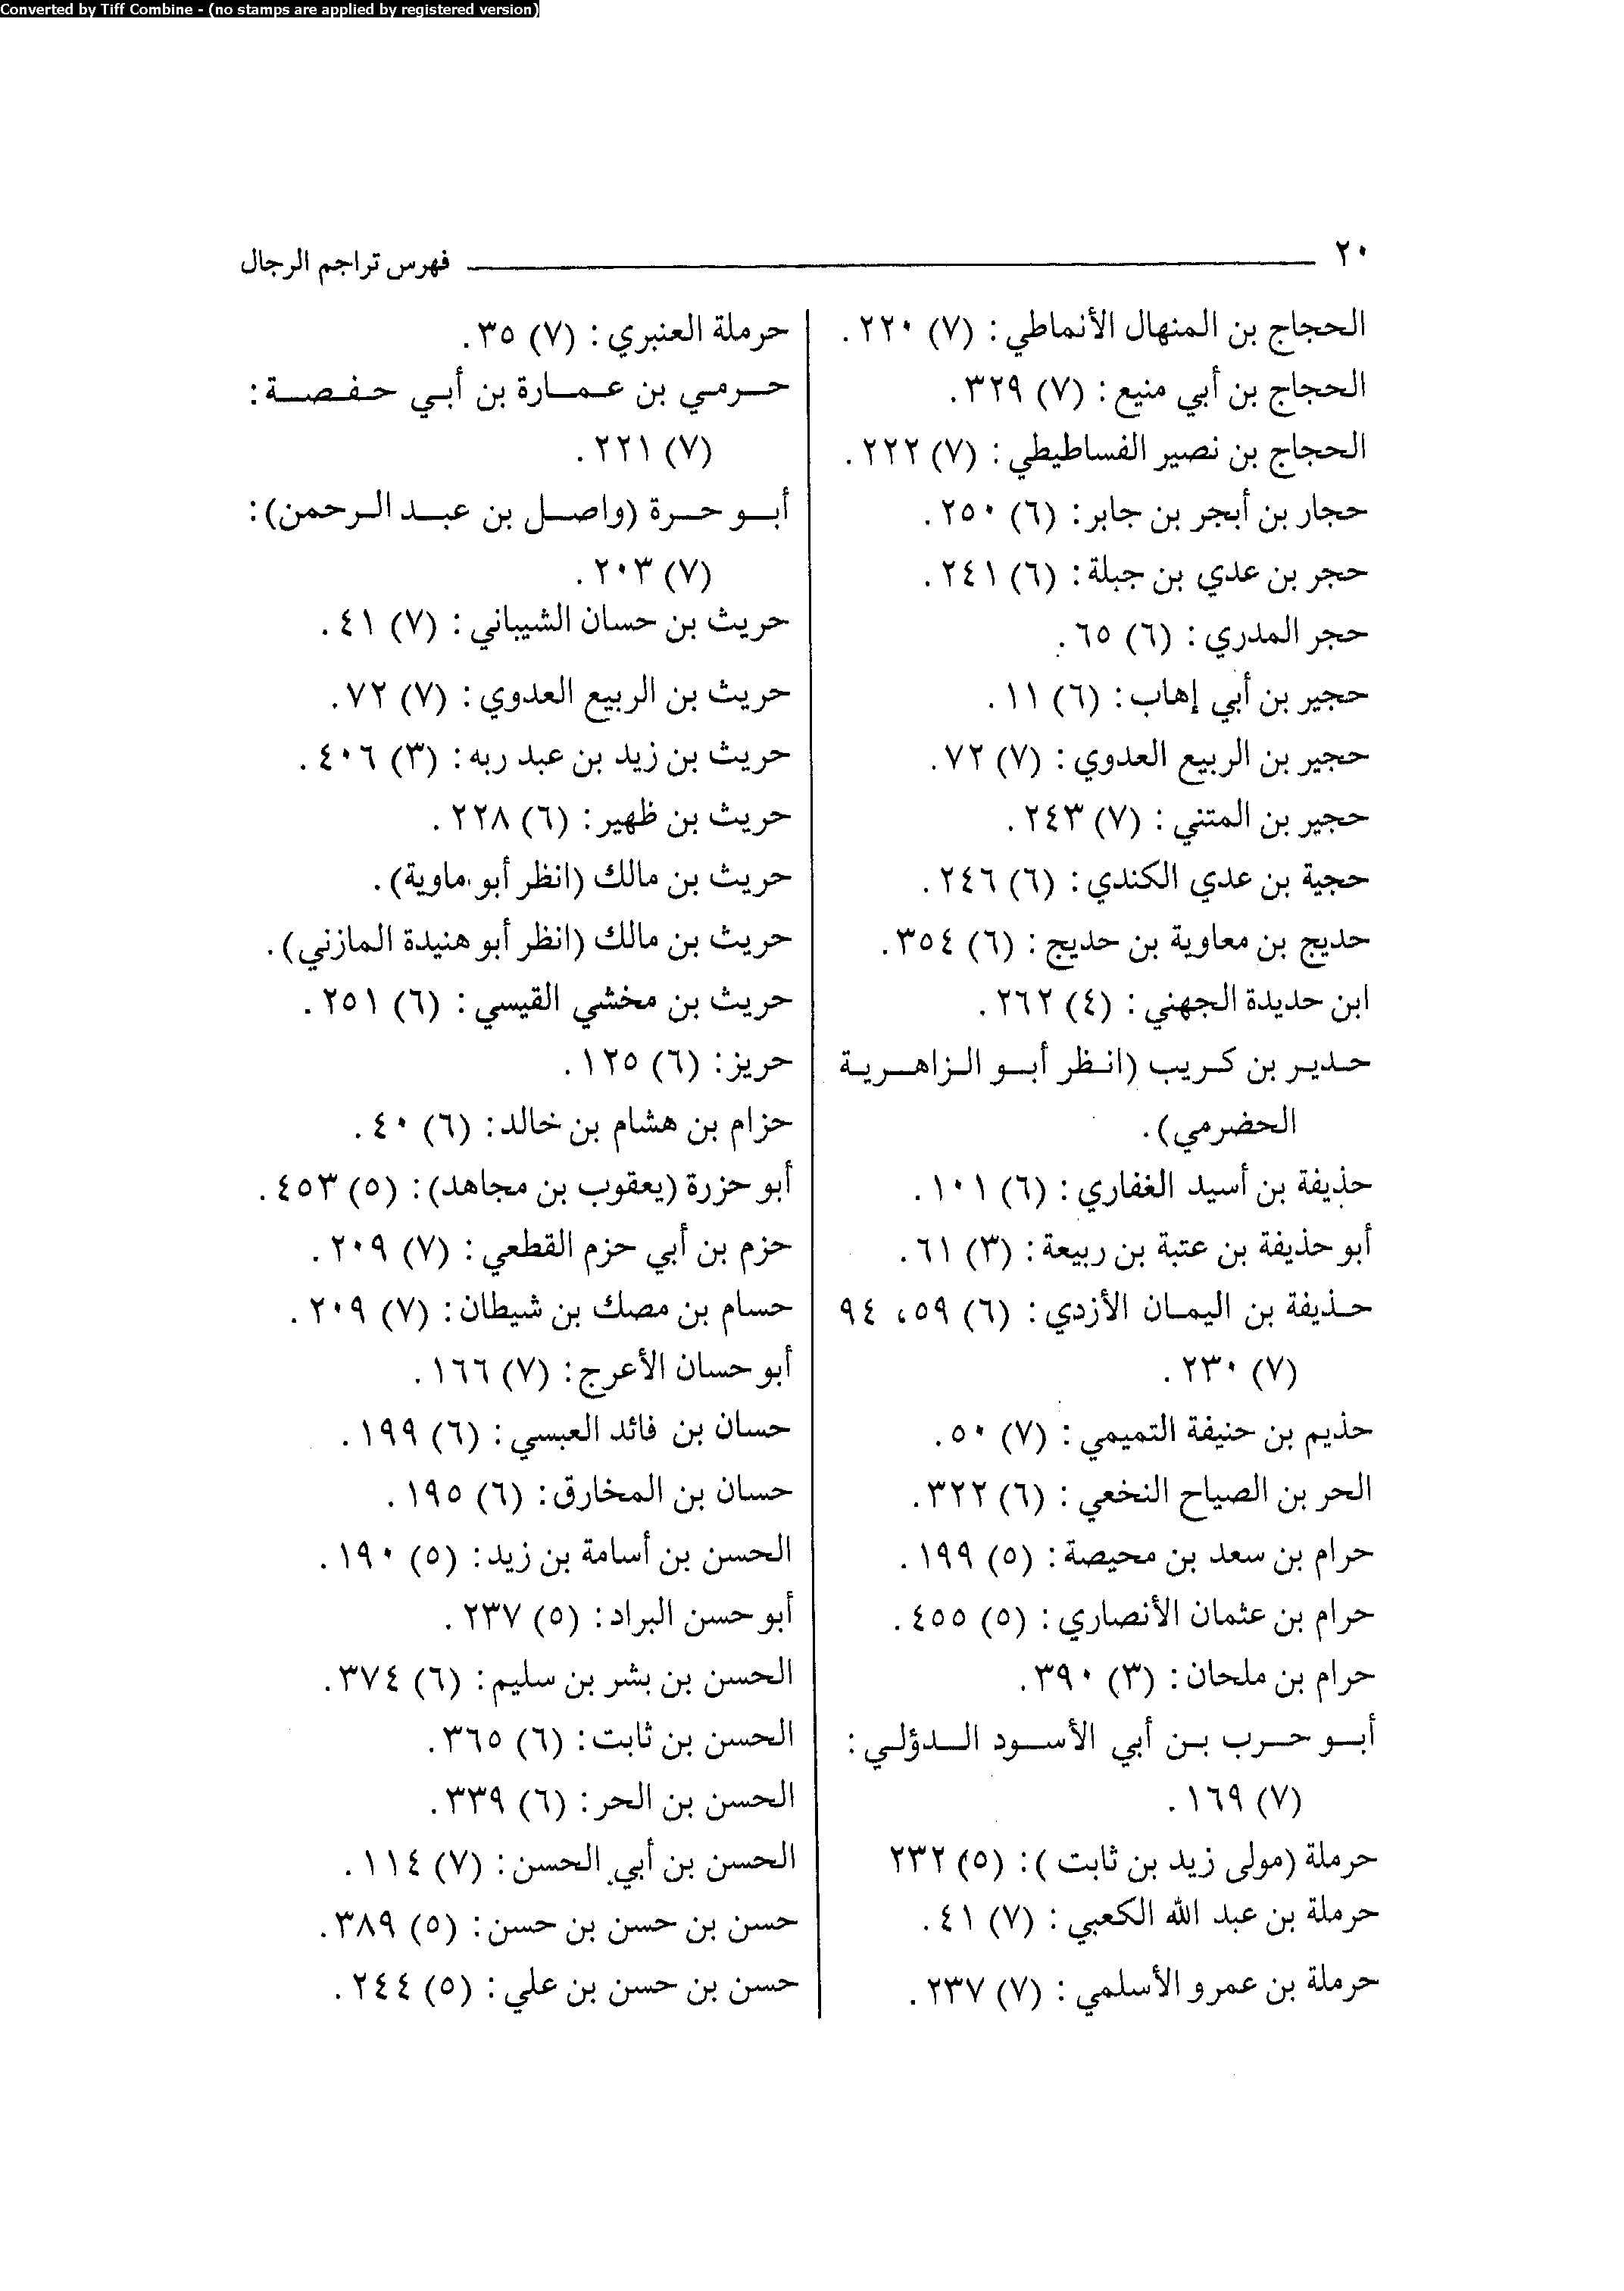 Converted by Tiff Combine - (no stamps are applied by registered version)
٢٠ فهرس تراجم الرجال
الحجاج بن المنهال الأنماطي: (٧) ٢٢٠.
الحجاج بن أبي منيع: (٧) ٣٢٩.
الحجاج بن نصير الفساطيطي: (٧) ٢٢٢.
حجار بن أبجر بن جابر: (٦) ٢٥٠.
حجر بن عدي بن جبلة: (٦) ٢٤١.
حجر المدري: (٦) ٦٥.
حجير بن أبي إهاب: (٦) ١١.
حجير بن الربيع العدوي: (٧) ٧٢.
حجير بن المتني: (٧) ٢٤٣.
حجية بن عدي الكندي: (٦) ٢٤٦.
حديج بن معاوية بن حديج: (٦) ٣٥٤.
ابن حديدة الجهني: (٤) ٢٦٢.
حدير بن كريب (انظر أبو الزاهرية
الحضرمي).
حذيفة بن أسيد الغفاري: (٦) ١٠١.
أبو حذيفة بن عتبة بن ربيعة: (٣) ٦١.
حذيفة بن اليمان الأزدي: (٦) ٥٩، ٩٤
(٧) ٢٣٠.
حذيم بن حنيفة التميمي: (٧) ٥٠.
الحر بن الصياح النخعي: (٦) ٣٢٢.
حرام بن سعد بن محيصة: (٥) ١٩٩.
حرام بن عثمان الأنصاري: (٥) ٤٥٥.
حرام بن ملحان: (٣) ٣٩٠.
أبو حرب بن أبي الأسود الدؤلي:
(٧) ١٦٩.
حرملة (مولى زيد بن ثابت): (٥) ٢٣٢
حرملة بن عبد الله الكعبي: (٧) ٤١.
حرملة بن عمرو الأسلمي: (٧) ٢٣٧.
حرملة العنبري: (٧) ٣٥.
حرمي بن عمارة بن أبي حفصة:
(٧) ٢٢١.
أبو حرة (واصل بن عبد الرحمن):
(٧) ٢٠٣.
حريث بن حسان الشيباني: (٧) ٤١.
حريث بن الربيع العدوي: (٧) ٧٢.
حريث بن زيد بن عبد ربه: (٣) ٤٠٦.
حريث بن ظهير: (٦) ٢٢٨.
حريث بن مالك (انظر أبو ماوية).
حريث بن مالك (انظر أبو هنيدة المازني).
حريث بن مخشي القيسي: (٦) ٢٥١.
حريز: (٦) ١٢٥.
حزام بن هشام بن خالد: (٦) ٤٠.
أبو حزرة (يعقوب بن مجاهد): (٥) ٤٥٣.
حزم بن أبي حزم القطعي: (٧) ٢٠٩.
حسام بن مصك بن شيطان: (٧) ٢٠٩.
أبو حسان الأعرج: (٧) ١٦٦.
حسان بن فائد العبسي: (٦) ١٩٩.
حسان بن المخارق: (٦) ١٩٥.
الحسن بن أسامة بن زيد: (٥) ١٩٠.
أبو حسن البراد: (٥) ٢٣٧.
الحسن بن بشر بن سليم: (٦) ٣٧٤.
الحسن بن ثابت: (٦) ٣٦٥.
الحسن بن الحر: (٦) ٣٣٩.
الحسن بن أبي الحسن: (٧) ١١٤.
حسن بن حسن بن حسن: (٥) ٣٨٩.
حسن بن حسن بن علي: (٥) ٢٤٤.